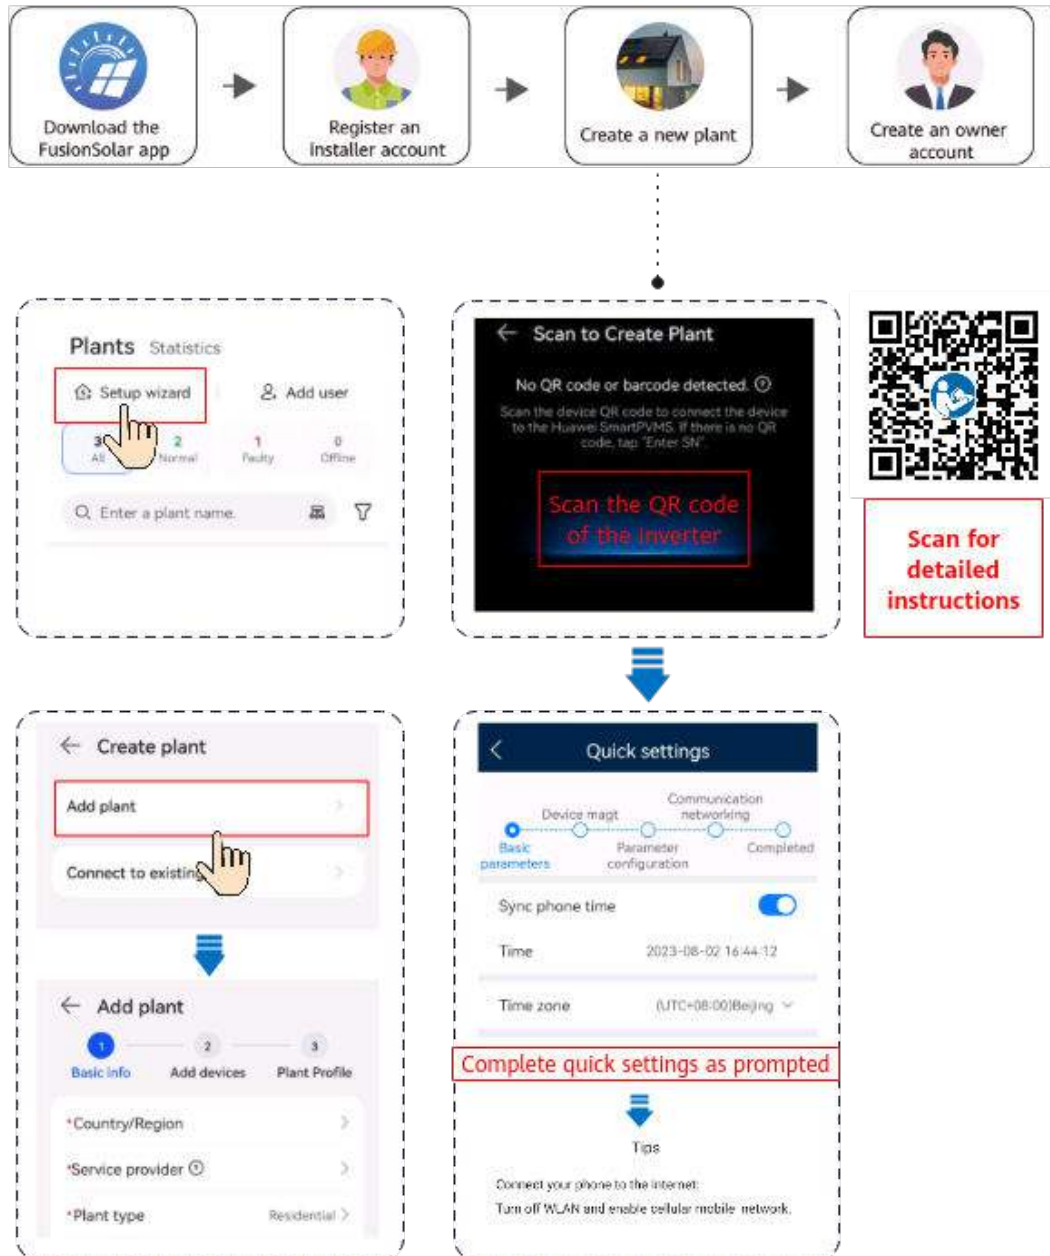 Download the
FusionSolar app
Register an
installer account
Create a new plant
Create an owner
account
Plants Statistics
Setup wizard
Add user
3 2 1 0
All Normal Faulty Offline
Enter a plant name.
Scan to Create Plant
No QR code or barcode detected.
Scan the device QR code to connect the device
to the Huawei SmartPVMS. If there is no QR
code, tap "Enter SN".
Scan the QR code
of the inverter
Scan for
detailed
instructions
Create plant
Add plant
Connect to existing
Add plant
1 2 3
Basic info Add devices Plant Profile
*Country/Region
*Service provider
*Plant type Residential
Quick settings
Communication
Device magt networking
Basic Parameter Completed
parameters configuration
Sync phone time
Time 2023-08-02 16:44:12
Time zone (UTC+08:00)Beijing
Complete quick settings as prompted
Tips
Connect your phone to the Internet:
Turn off WLAN and enable cellular mobile network.